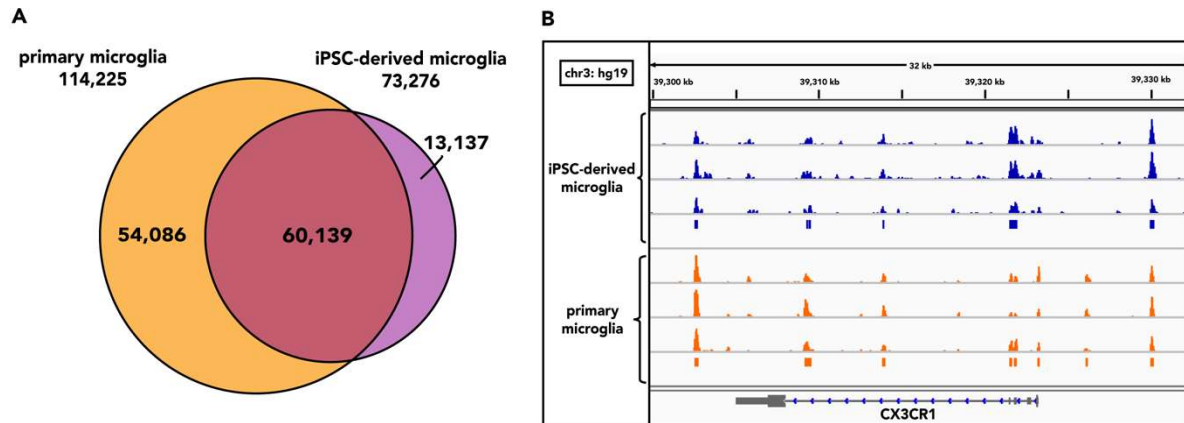 A
primary microglia
114,225
iPSC-derived microglia
73,276
13,137
54,086
60,139
B
chr3: hg19
32 kb
39,300 kb
39,310 kb
39,320 kb
39,330 kb
iPSC-derived
microglia
primary
microglia
CX3CR1